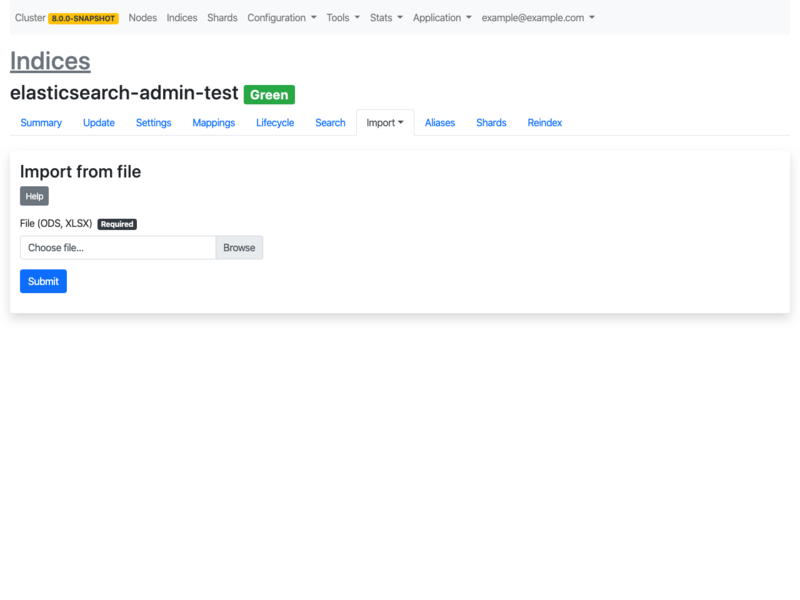 Cluster 8.0.0-SNAPSHOT Nodes Indices Shards Configuration Tools Stats Application example@example.com
Indices
elasticsearch-admin-test Green
Summary Update Settings Mappings Lifecycle Search Import Aliases Shards Reindex
Import from file
Help
File (ODS, XLSX) Required
Choose file... Browse
Submit